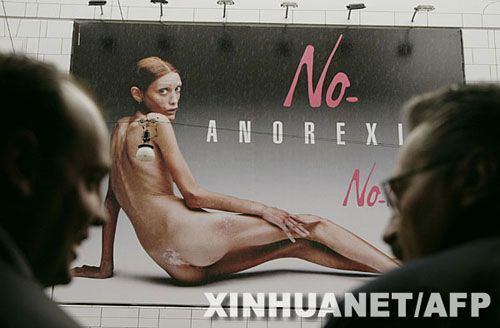 No-
ANOREXI
No-
XINHUANET/AFP